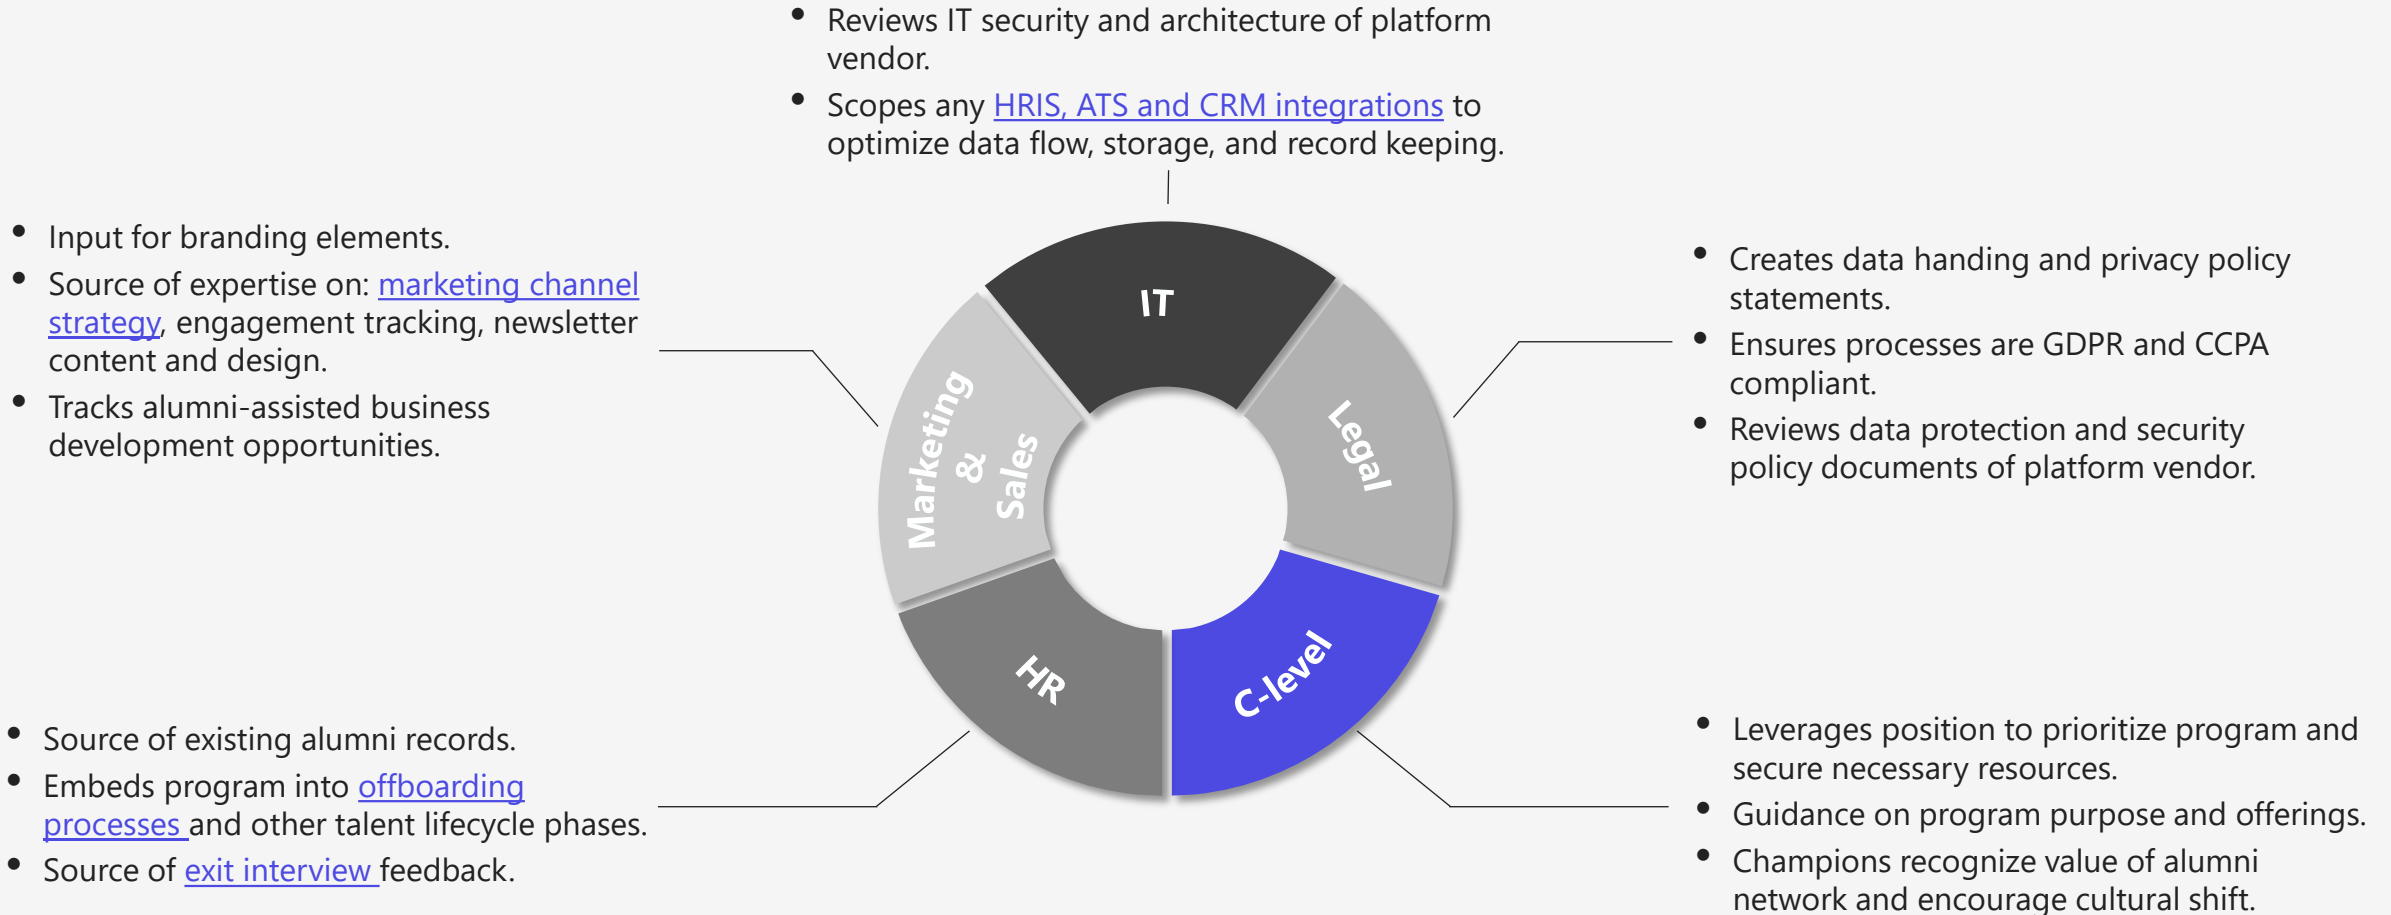 • Reviews IT security and architecture of platform
vendor.
• Scopes any HRIS, ATS and CRM integrations to
optimize data flow, storage, and record keeping.
• Input for branding elements.
• Source of expertise on: marketing channel
strategy, engagement tracking, newsletter
content and design.
• Tracks alumni-assisted business
development opportunities.
• Creates data handing and privacy policy
statements.
• Ensures processes are GDPR and CCPA
compliant.
• Reviews data protection and security
policy documents of platform vendor.
IT
Legal
Marketing
&
Sales
HR
C-level
• Source of existing alumni records.
• Embeds program into offboarding
processes and other talent lifecycle phases.
• Source of exit interview feedback.
• Leverages position to prioritize program and
secure necessary resources.
• Guidance on program purpose and offerings.
• Champions recognize value of alumni
network and encourage cultural shift.